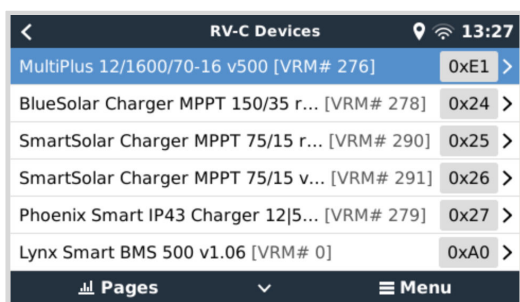 RV-C Devices 13:27
MultiPlus 12/1600/70-16 v500 [VRM# 276] 0xE1
BlueSolar Charger MPPT 150/35 r... [VRM# 278] 0x24
SmartSolar Charger MPPT 75/15 r... [VRM# 290] 0x25
SmartSolar Charger MPPT 75/15 v... [VRM# 291] 0x26
Phoenix Smart IP43 Charger 12|5... [VRM# 279] 0x27
Lynx Smart BMS 500 v1.06 [VRM# 0] 0xA0
Pages Menu